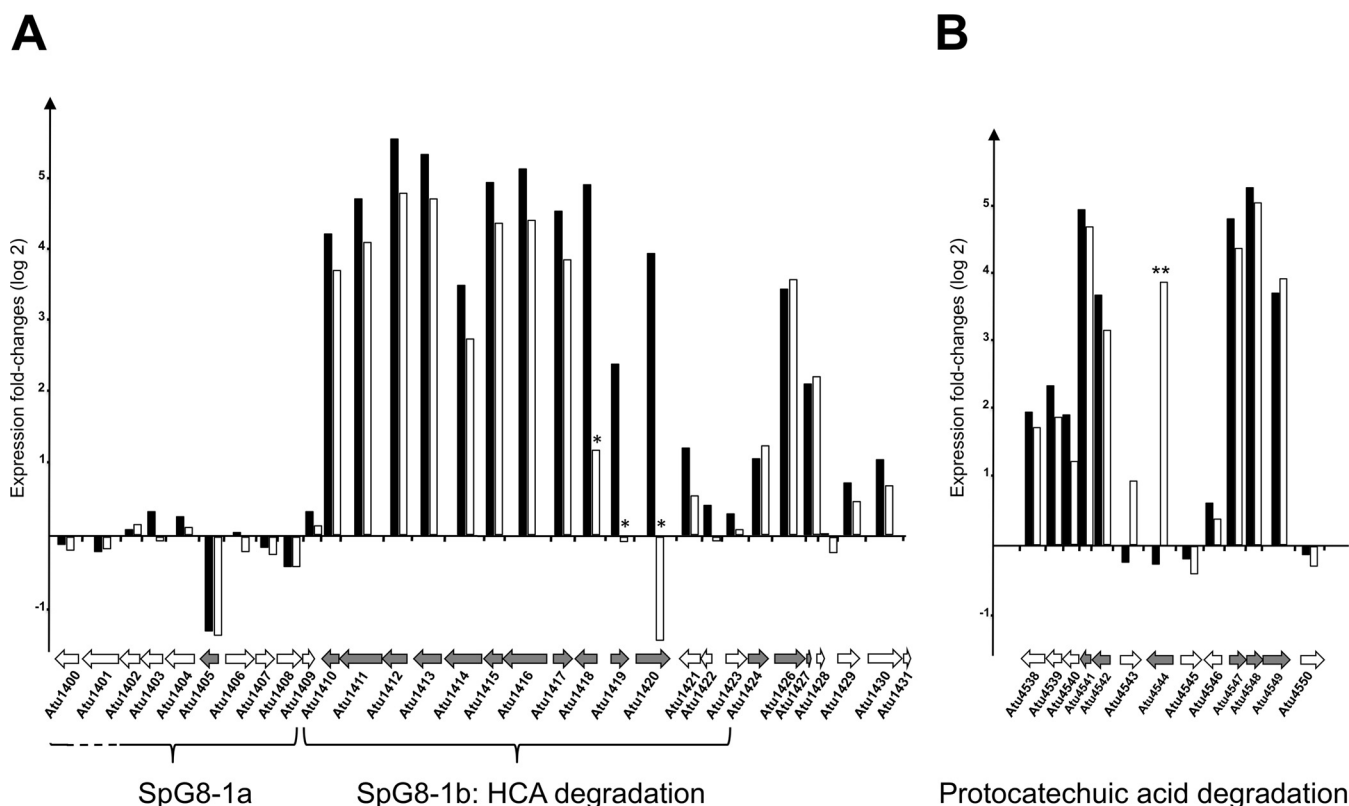 A
B
Expression fold-changes (log 2)
5
4
3
2
1
-1
*
*
*
Atu1400
Atu1401
Atu1402
Atu1403
Atu1404
Atu1405
Atu1406
Atu1407
Atu1408
Atu1409
Atu1410
Atu1411
Atu1412
Atu1413
Atu1414
Atu1415
Atu1416
Atu1417
Atu1418
Atu1419
Atu1420
Atu1421
Atu1422
Atu1423
Atu1424
Atu1426
Atu1427
Atu1428
Atu1429
Atu1430
Atu1431
SpG8-1a
SpG8-1b: HCA degradation
Expression fold-changes (log 2)
5
4
3
2
1
-1
**
Atu4538
Atu4539
Atu4540
Atu4541
Atu4542
Atu4543
Atu4544
Atu4545
Atu4546
Atu4547
Atu4548
Atu4549
Atu4550
Protocatechuic acid degradation